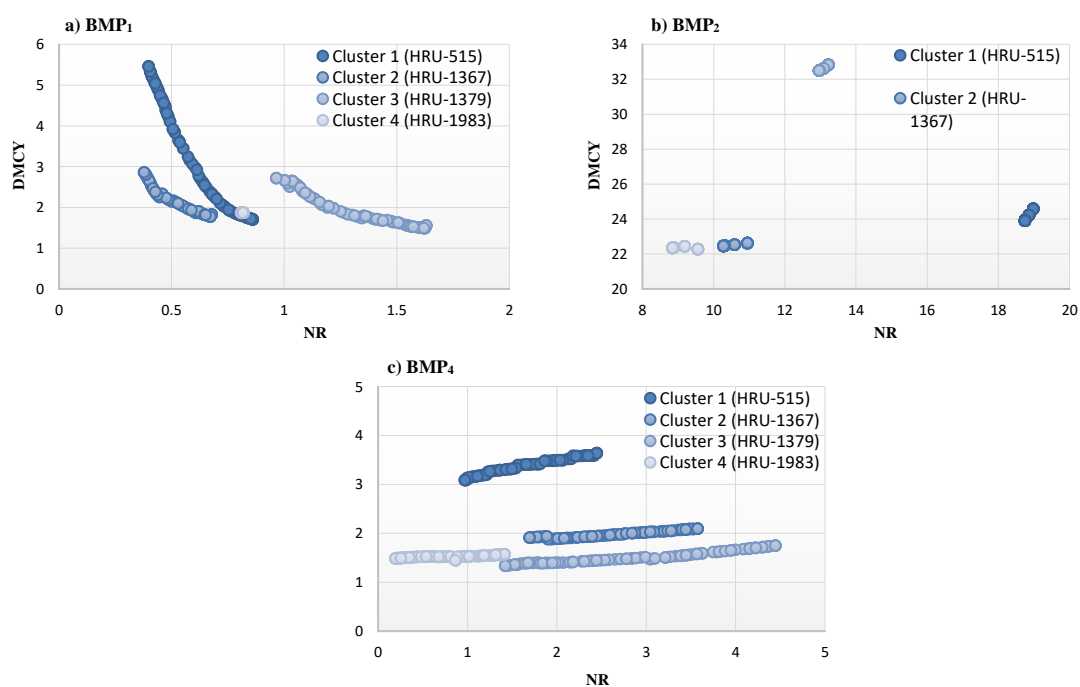 a) BMP1
6
5
4
3
2
1
0
DMCY
0 0.5 1 1.5 2
NR
Cluster 1 (HRU-515)
Cluster 2 (HRU-1367)
Cluster 3 (HRU-1379)
Cluster 4 (HRU-1983)
b) BMP2
34
32
30
28
26
24
22
20
DMCY
8 10 12 14 16 18 20
NR
Cluster 1 (HRU-515)
Cluster 2 (HRU-
1367)
c) BMP4
5
4
3
2
1
0
0 1 2 3 4 5
NR
Cluster 1 (HRU-515)
Cluster 2 (HRU-1367)
Cluster 3 (HRU-1379)
Cluster 4 (HRU-1983)